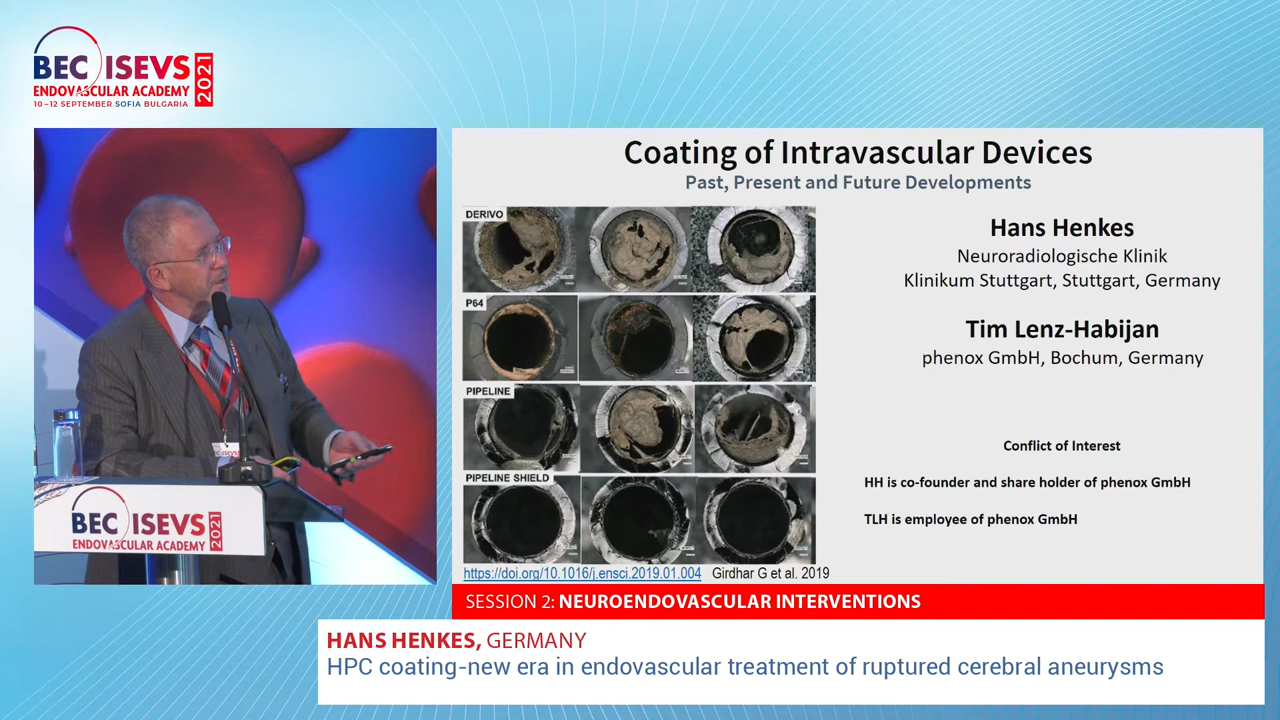 BEC ISEVS 2021
ENDOVASCULAR ACADEMY
10–12 SEPTEMBER SOFIA BULGARIA
BEC ISEVS 2021
ENDOVASCULAR ACADEMY
Coating of Intravascular Devices
Past, Present and Future Developments
DERIVO
P64
PIPELINE
PIPELINE SHIELD
https://doi.org/10.1016/j.ensci.2019.01.004 Girdhar G et al. 2019
Hans Henkes
Neuroradiologische Klinik
Klinikum Stuttgart, Stuttgart, Germany
Tim Lenz-Habijan
phenox GmbH, Bochum, Germany
Conflict of Interest
HH is co-founder and share holder of phenox GmbH
TLH is employee of phenox GmbH
SESSION 2: NEUROENDOVASCULAR INTERVENTIONS
HANS HENKES, GERMANY
HPC coating-new era in endovascular treatment of ruptured cerebral aneurysms